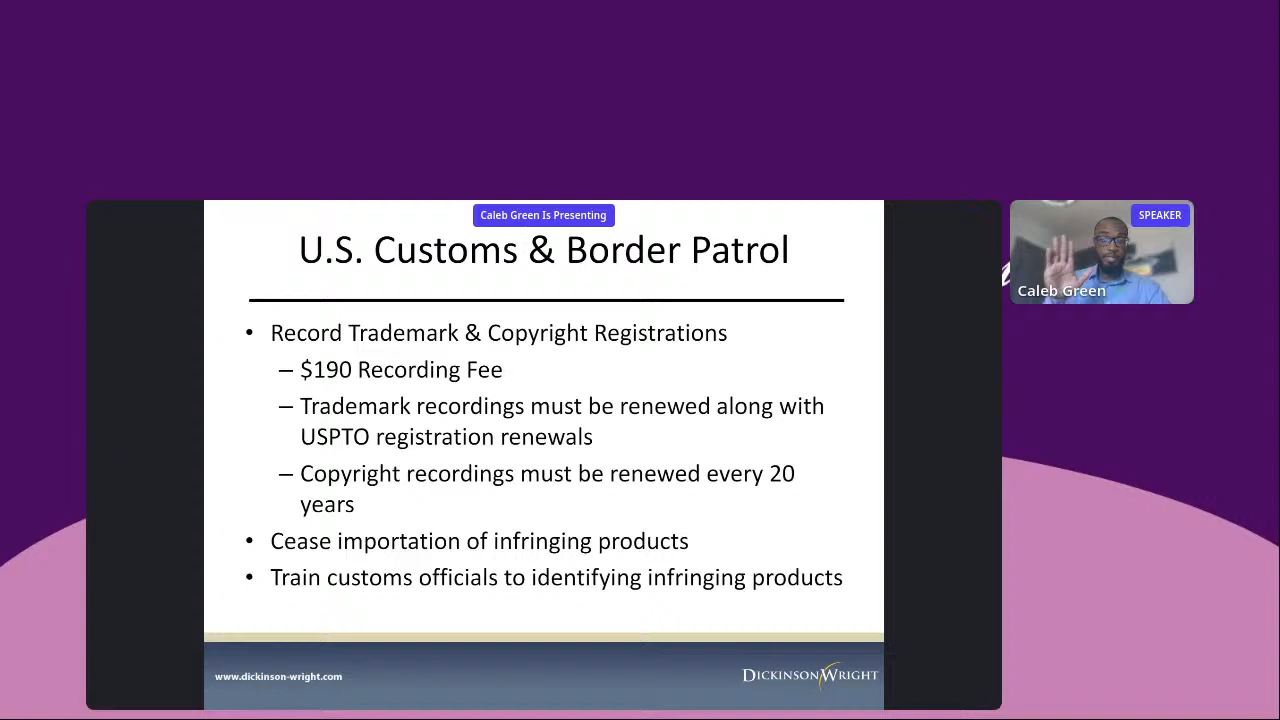 Caleb Green Is Presenting
SPEAKER
Caleb Green
U.S. Customs & Border Patrol
• Record Trademark & Copyright Registrations
– $190 Recording Fee
– Trademark recordings must be renewed along with
USPTO registration renewals
– Copyright recordings must be renewed every 20
years
• Cease importation of infringing products
• Train customs officials to identifying infringing products
www.dickinson-wright.com
DICKINSON WRIGHT